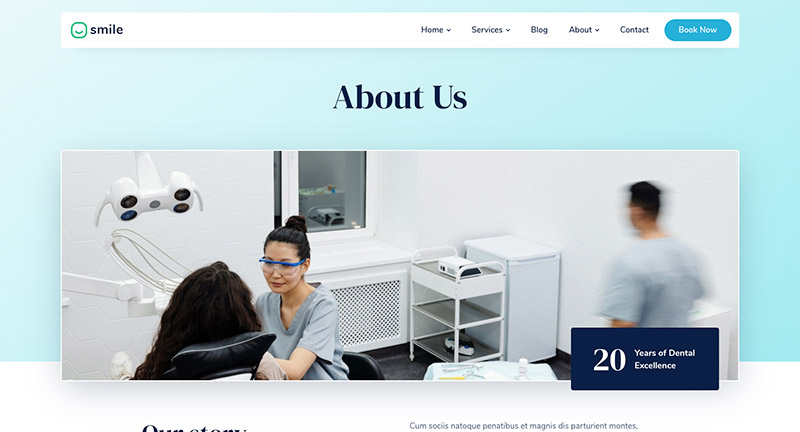 smile
Home Services Blog About Contact Book Now
About Us
20 Years of Dental
Excellence
Our story
Cum sociis natoque penatibus et magnis dis parturient montes,